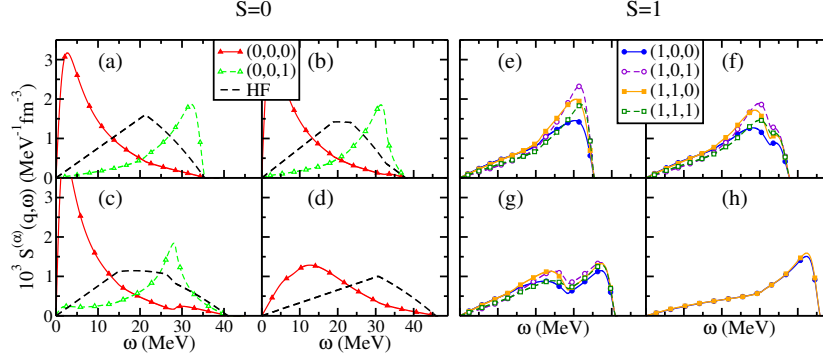 S=0
S=1
10³ S^(α)(q,ω) (MeV⁻¹fm⁻³)
3
2
1
0
(a)
(0,0,0)
(0,0,1)
HF
(b)
(e)
(1,0,0)
(1,0,1)
(1,1,0)
(1,1,1)
(f)
3
2
1
0
(c)
(d)
(g)
(h)
0 10 20 30 40
0 10 20 30 40
ω (MeV)
ω (MeV)
ω (MeV)
ω (MeV)